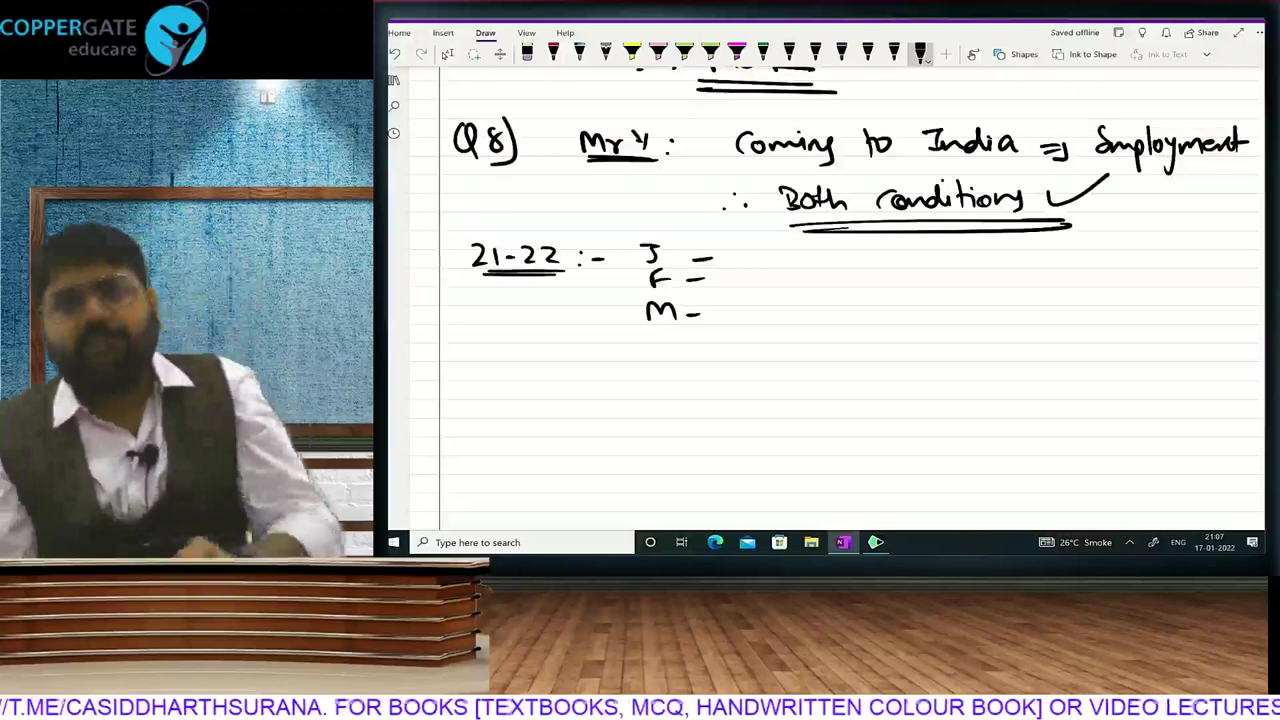 COPPERGATE
educare
Home Insert Draw View Help
Saved offline
Share
Shapes
Ink to Shape
Ink to Text
Q 8] Mr Y : Coming to India ⇒ Employment
∴ Both conditions ✓
21-22 :- J -
F -
M -
Type here to search
26°C Smoke
ENG
21:07
17-01-2022
//T.ME/CASIDDHARTHSURANA. FOR BOOKS [TEXTBOOKS, MCQ, HANDWRITTEN COLOUR BOOK] OR VIDEO LECTURES